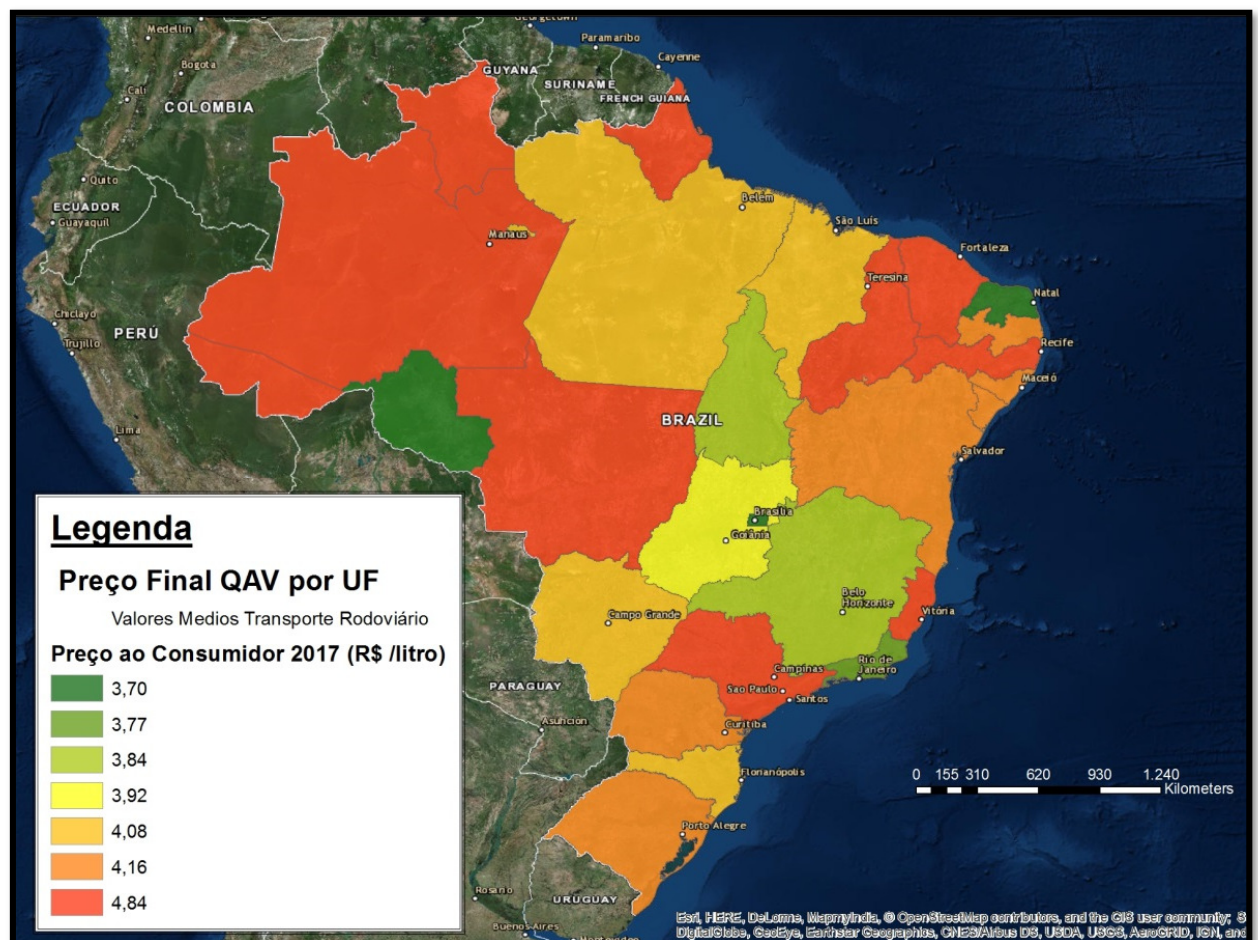 Georgetown
Medellin
Paramaribo
Bogota
Cayenne
GUYANA
Cali
SURINAME
COLOMBIA
FRENCH GUIANA
Quito
ECUADOR
Guayaquil
Belém
São Luís
Manaus
Fortaleza
Teresina
Natal
Chiclayo
PERÚ
Trujillo
Recife
Maceió
BRAZIL
Lima
Salvador
Brasília
Goiânia
Belo
Horizonte
Campo Grande
Vitória
Rio de
Janeiro
Campinas
PARAGUAY
Sao Paulo
Santos
Asunción
Curitiba
Florianópolis
Porto Alegre
Rosario
URUGUAY
Buenos Aires
Montevideo
Legenda
Preço Final QAV por UF
Valores Medios Transporte Rodoviário
Preço ao Consumidor 2017 (R$ /litro)
3,70
3,77
3,84
3,92
4,08
4,16
4,84
0 155 310 620 930 1.240
Kilometers
Esri, HERE, DeLorme, MapmyIndia, © OpenStreetMap contributors, and the GIS user community; S
DigitalGlobe, GeoEye, Earthstar Geographics, CNES/Airbus DS, USDA, USGS, AeroGRID, IGN, and